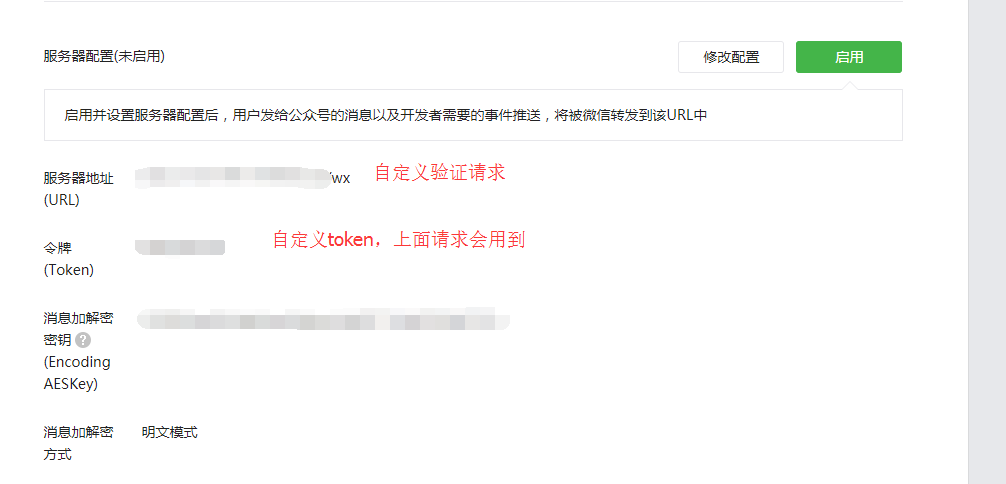 服务器配置(未启用)
修改配置
启用
启用并设置服务器配置后，用户发给公众号的消息以及开发者需要的事件推送，将被微信转发到该URL中
服务器地址
/wx
自定义验证请求
(URL)
令牌
自定义token，上面请求会用到
(Token)
消息加解密
密钥 ?
(Encoding
AESKey)
消息加解密
明文模式
方式